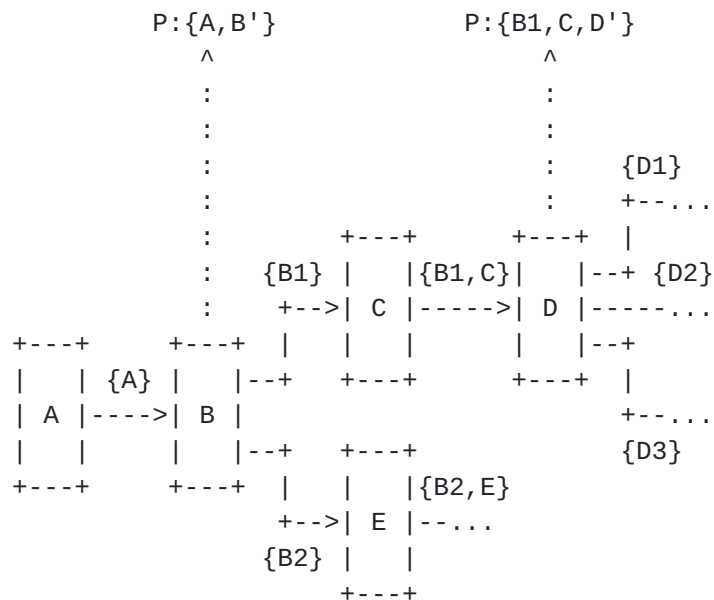 P:{A,B'} P:{B1,C,D'}
^ ^
: :
: :
: : {D1}
: : +--...
: +---+ +---+ |
: {B1} | |{B1,C}| |--+ {D2}
: +-->| C |----->| D |-----...
+---+ +---+ | | | | |--+
| | {A} | |--+ +---+ +---+ |
| A |---->| B | +--...
| | | |--+ +---+ {D3}
+---+ +---+ | | |{B2,E}
+-->| E |--...
{B2} | |
+---+